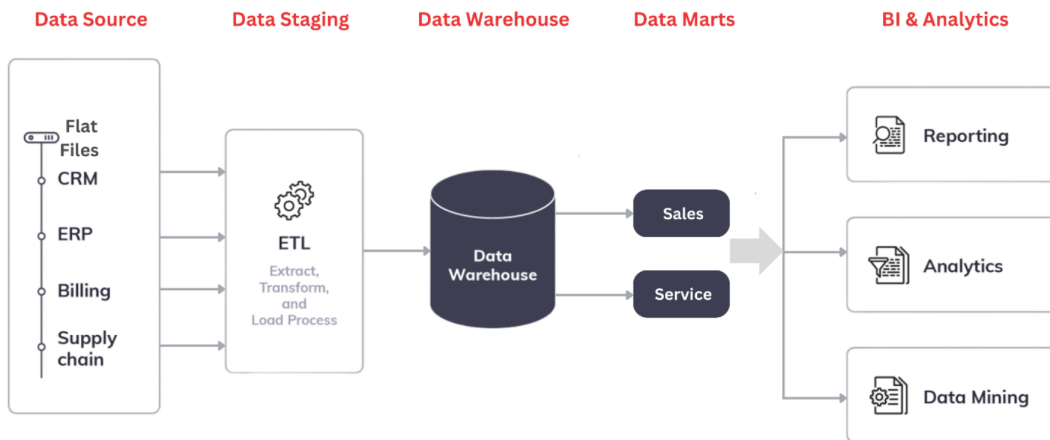 Data Source
Data Staging
Data Warehouse
Data Marts
BI & Analytics
Flat
Files
CRM
ERP
Billing
Supply
chain
ETL
Extract,
Transform,
and
Load Process
Data
Warehouse
Sales
Service
Reporting
Analytics
Data Mining